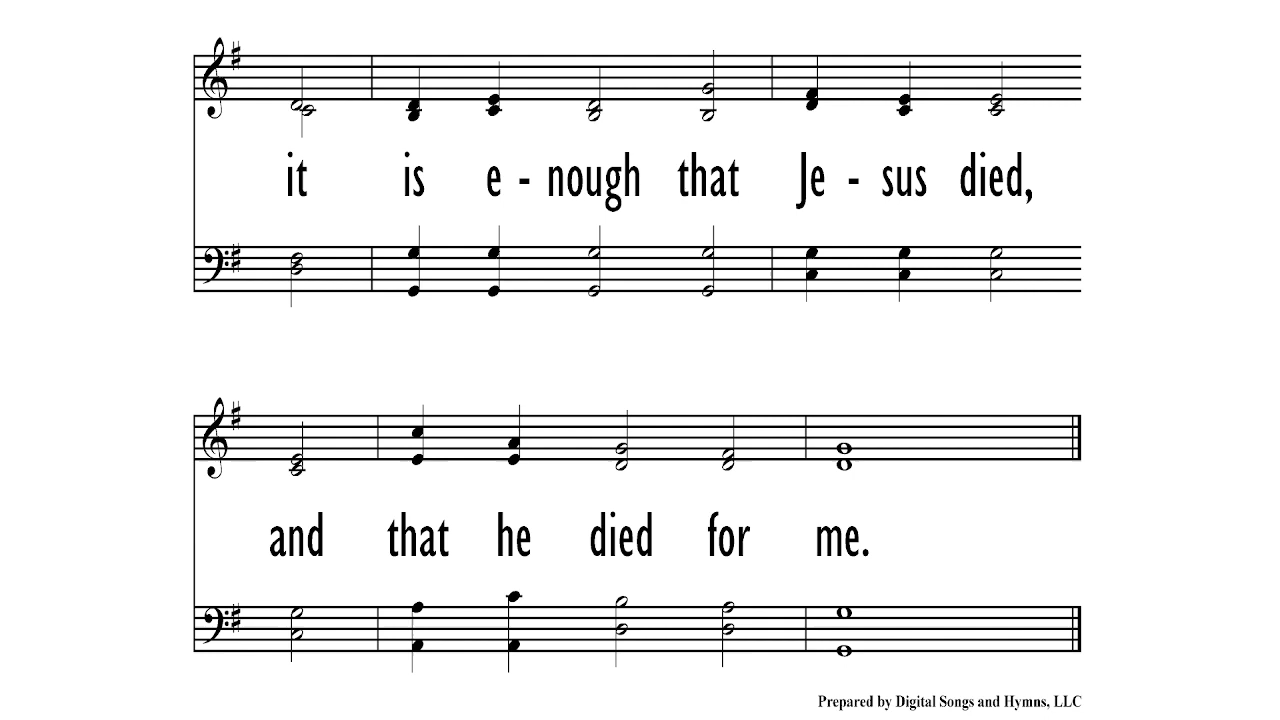 it is e - nough that Je - sus died,
and that he died for me.
Prepared by Digital Songs and Hymns, LLC